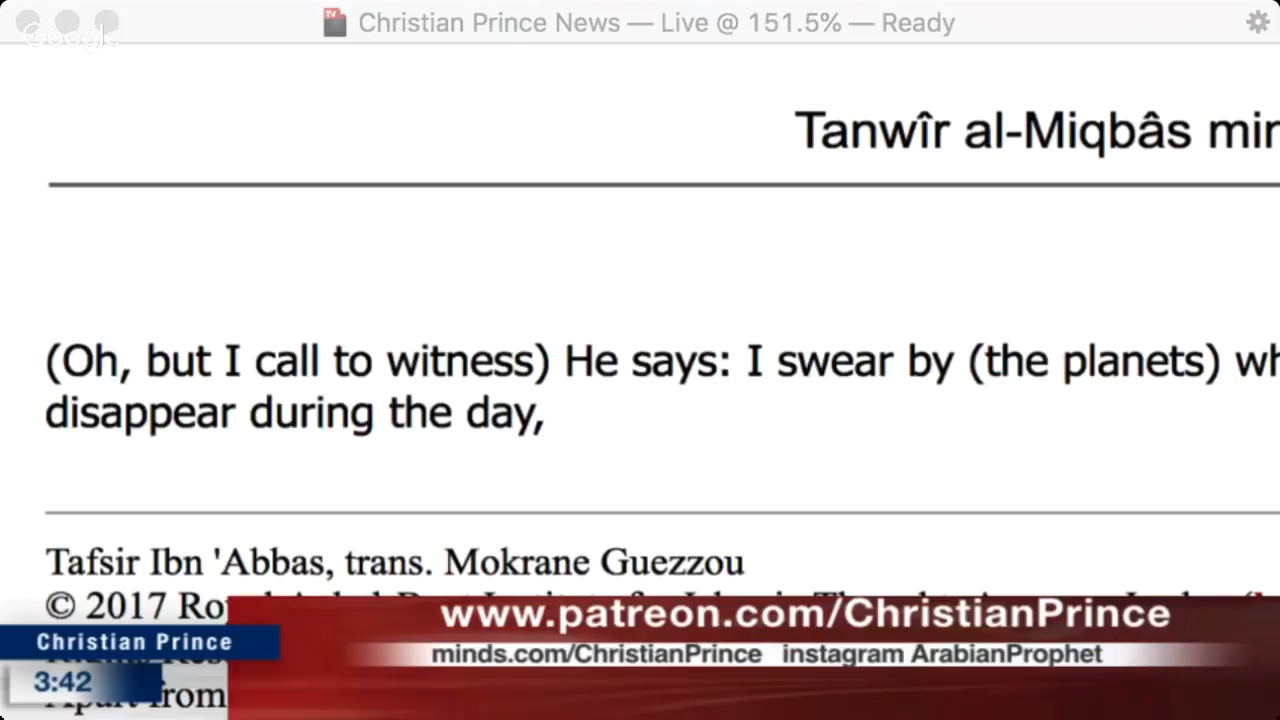 Christian Prince News — Live @ 151.5% — Ready
Google
Tanwîr al-Miqbâs
(Oh, but I call to witness) He says: I swear by (the planets)
disappear during the day,
Tafsir Ibn 'Abbas, trans. Mokrane Guezzou
© 2017
www.patreon.com/ChristianPrince
Christian Prince
minds.com/ChristianPrince instagram ArabianProphet
3:42
from